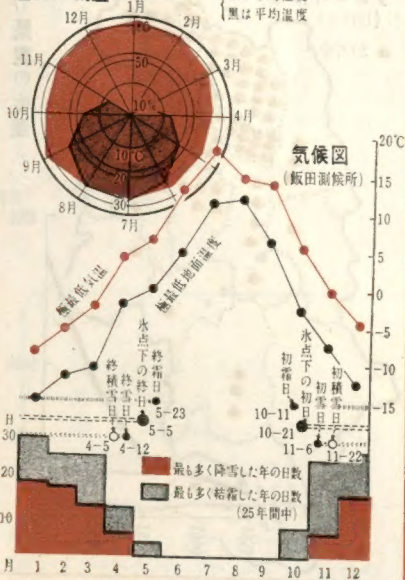 黒は平均温度
1月
2月
3月
4月
7月
8月
9月
10月
11月
12月
50
10%
10°C
20
30
気候図
(飯田測候所)
20°C
15
10
5
0
-5
-10
-15
極最低気温
極最低地面温度
終積雪日
4-5
終雪日
4-12
氷点下の終日
5-5
終霜日
5-23
初霜日
10-11
氷点下の初日
10-21
初雪日
11-6
初積雪日
11-22
日
30
20
10
最も多く降雪した年の日数
最も多く結霜した年の日数
(25年間中)
月 1 2 3 4 5 6 7 8 9 10 11 12